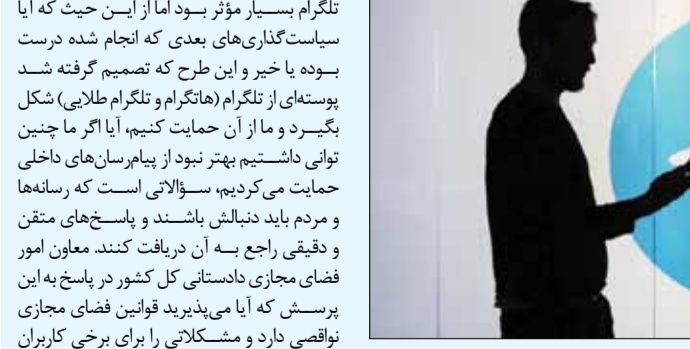 تلگرام بسیار مؤثر بود اما از این حیث که آیا
سیاست‌گذاری‌های بعدی که انجام شده درست
بوده یا خیر و این طرح که تصمیم گرفته شد
پوسته‌ای از تلگرام (هاتگرام و تلگرام طلایی) شکل
بگیرد و ما از آن حمایت کنیم، آیا اگر ما چنین
توانی داشتیم بهتر نبود از پیام‌رسان‌های داخلی
حمایت می‌کردیم، سؤالاتی است که رسانه‌ها
و مردم باید دنبالش باشند و پاسخ‌های متقن
و دقیقی راجع به آن دریافت کنند. معاون امور
فضای مجازی دادستانی کل کشور در پاسخ به این
پرسش که آیا می‌پذیرید قوانین فضای مجازی
نواقصی دارد و مشکلاتی را برای برخی کاربران